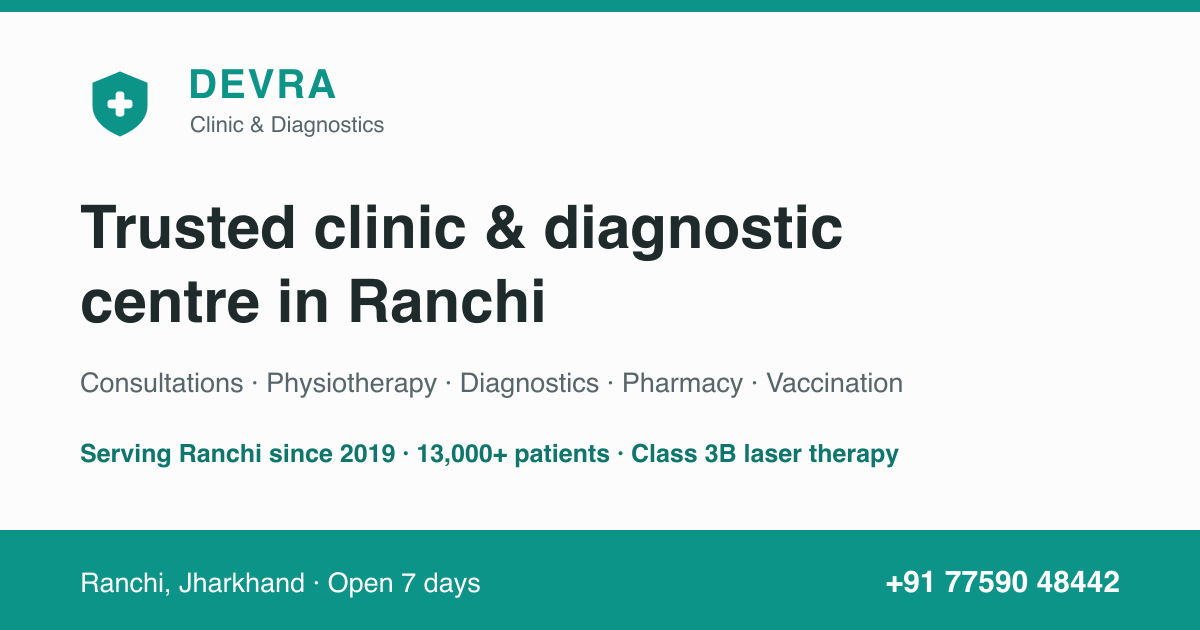 DEVRA
Clinic & Diagnostics
Trusted clinic & diagnostic
centre in Ranchi
Consultations · Physiotherapy · Diagnostics · Pharmacy · Vaccination
Serving Ranchi since 2019 · 13,000+ patients · Class 3B laser therapy
Ranchi, Jharkhand · Open 7 days
+91 77590 48442